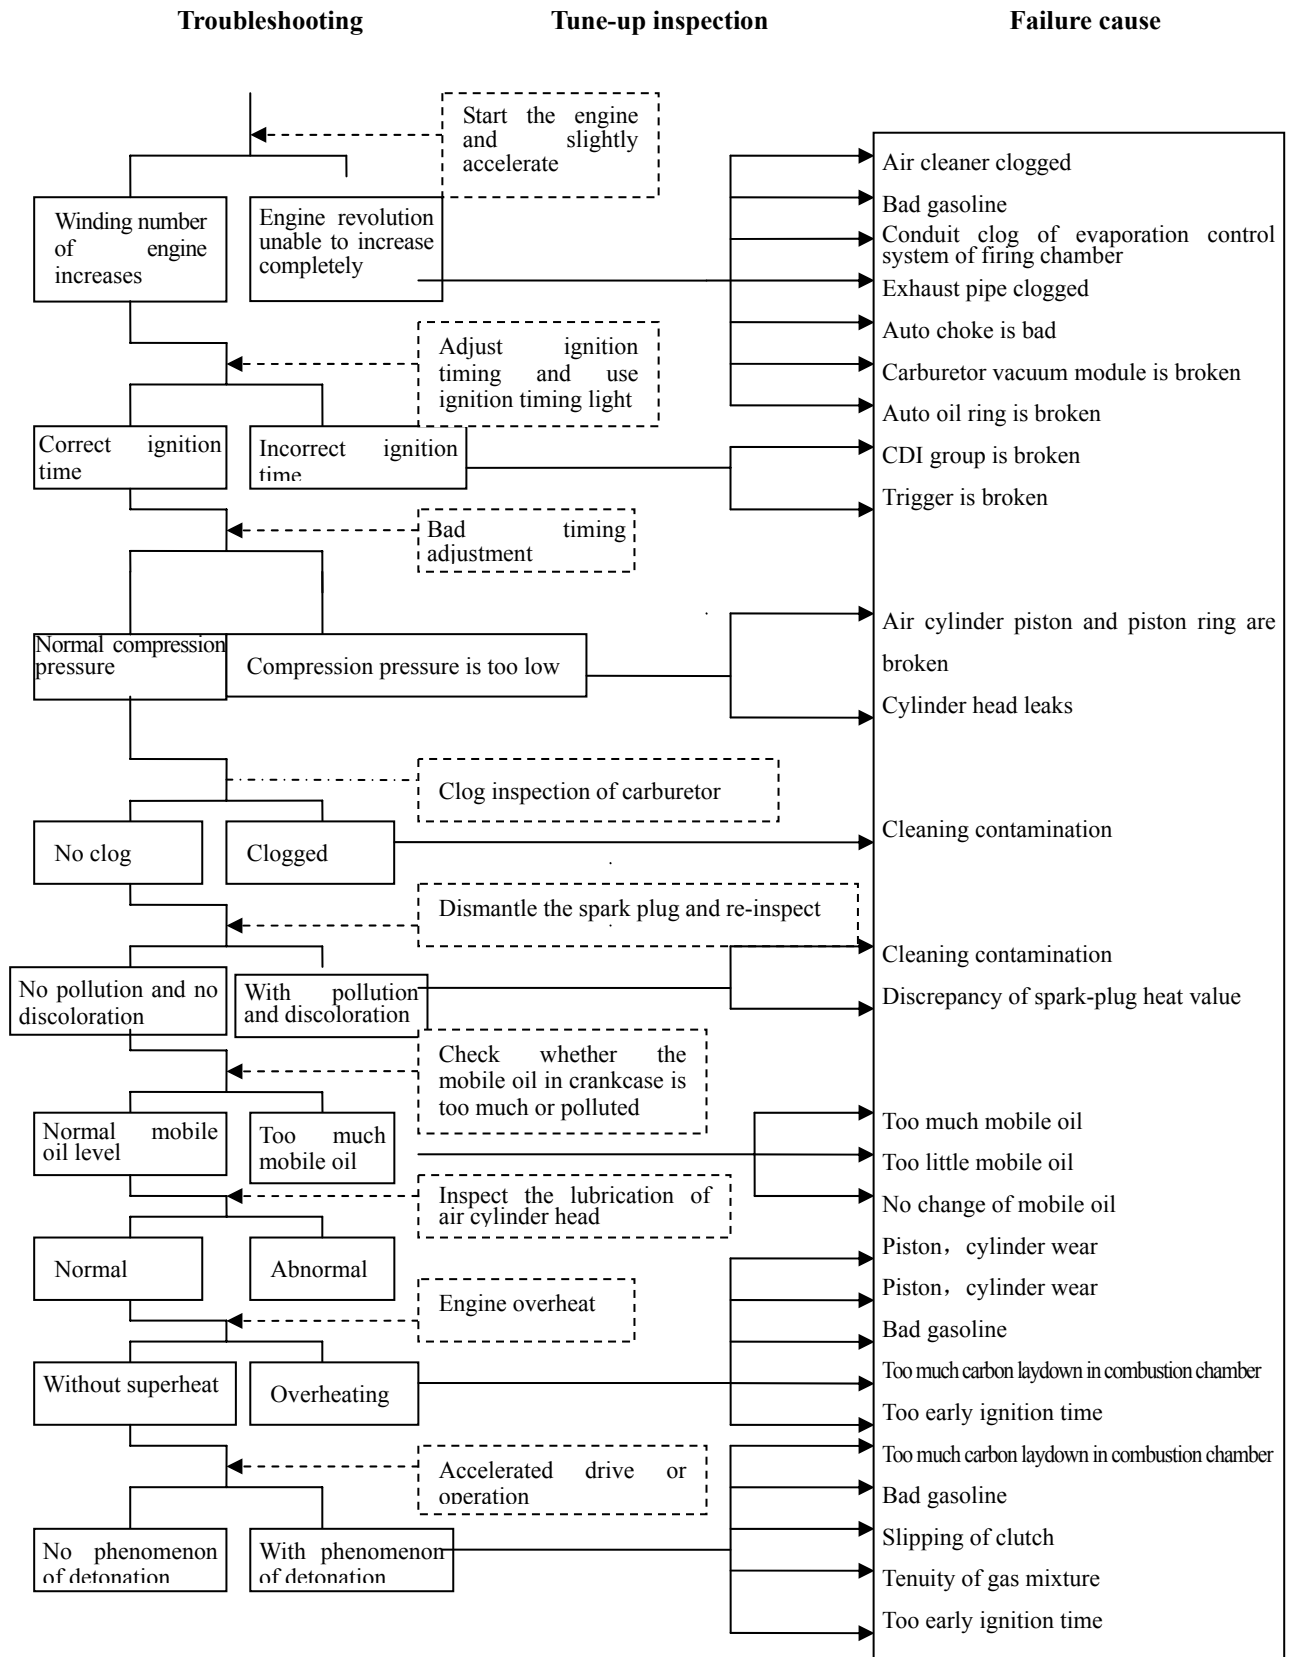 Troubleshooting
Tune-up inspection
Failure cause
Start the engine
and slightly
accelerate
Winding number
of engine
increases
Engine revolution
unable to increase
completely
Air cleaner clogged
Bad gasoline
Conduit clog of evaporation control
system of firing chamber
Exhaust pipe clogged
Auto choke is bad
Carburetor vacuum module is broken
Auto oil ring is broken
Adjust ignition
timing and use
ignition timing light
Correct ignition
time
Incorrect ignition
time
CDI group is broken
Trigger is broken
Bad timing
adjustment
Normal compression
pressure
Compression pressure is too low
Air cylinder piston and piston ring are
broken
Cylinder head leaks
Clog inspection of carburetor
No clog
Clogged
Cleaning contamination
Dismantle the spark plug and re-inspect
No pollution and no
discoloration
With pollution
and discoloration
Cleaning contamination
Discrepancy of spark-plug heat value
Check whether the
mobile oil in crankcase is
too much or polluted
Normal mobile
oil level
Too much
mobile oil
Too much mobile oil
Too little mobile oil
No change of mobile oil
Inspect the lubrication of
air cylinder head
Normal
Abnormal
Piston，cylinder wear
Piston，cylinder wear
Bad gasoline
Too much carbon laydown in combustion chamber
Too early ignition time
Engine overheat
Without superheat
Overheating
Accelerated drive or
operation
No phenomenon
of detonation
With phenomenon
of detonation
Too much carbon laydown in combustion chamber
Bad gasoline
Slipping of clutch
Tenuity of gas mixture
Too early ignition time